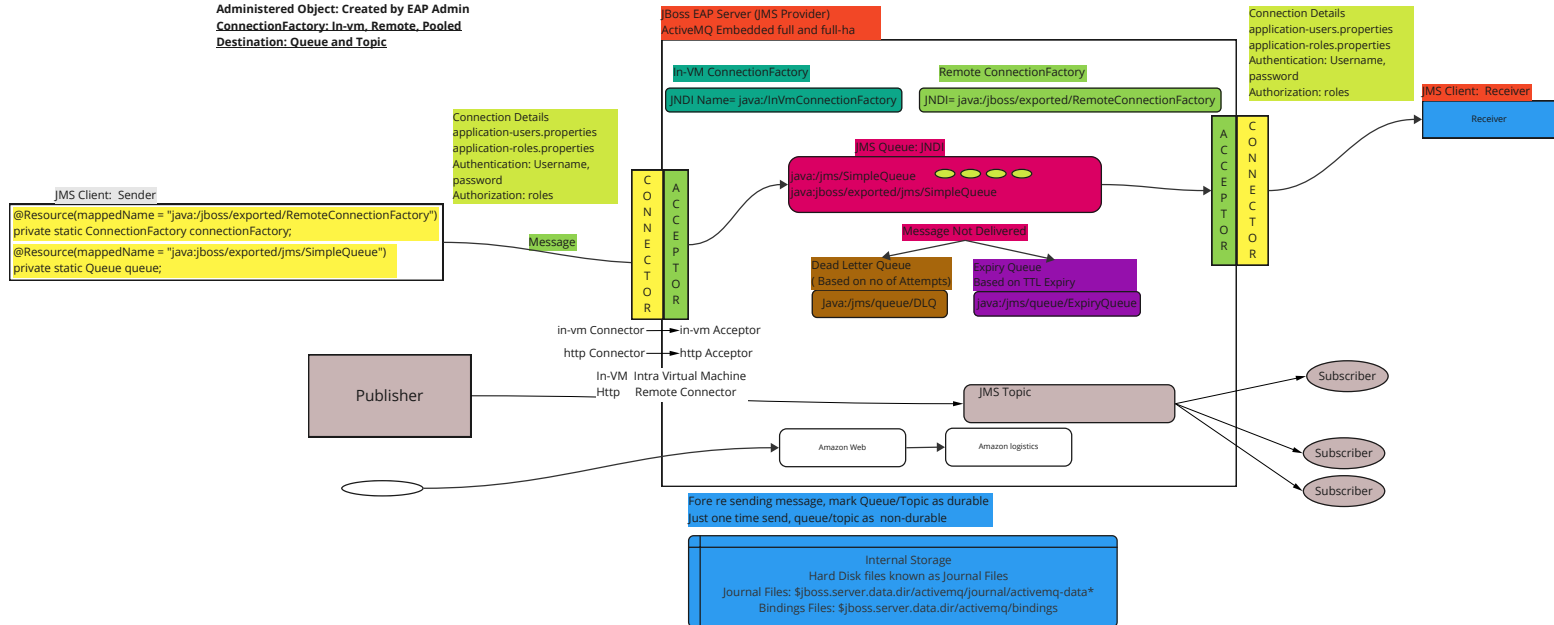 Administered Object: Created by EAP Admin
ConnectionFactory: In-vm, Remote, Pooled
Destination: Queue and Topic
JBoss EAP Server (JMS Provider)
ActiveMQ Embedded full and full-ha
Connection Details
application-users.properties
application-roles.properties
Authentication: Username,
password
Authorization: roles
In-VM ConnectionFactory
Remote ConnectionFactory
JNDI Name= java:/InVmConnectionFactory
JNDI= java:/jboss/exported/RemoteConnectionFactory
JMS Client:  Receiver
Receiver
Connection Details
application-users.properties
application-roles.properties
Authentication: Username,
password
Authorization: roles
JMS Client:  Sender
@Resource(mappedName = "java:/jboss/exported/RemoteConnectionFactory")
private static ConnectionFactory connectionFactory;
@Resource(mappedName = "java:jboss/exported/jms/SimpleQueue")
private static Queue queue;
Message
CONNECTOR
ACCEPTOR
JMS Queue: JNDI
java:/jms/SimpleQueue
java:jboss/exported/jms/SimpleQueue
ACCEPTOR
CONNECTOR
Message Not Delivered
Dead Letter Queue
( Based on no of Attempts)
Java:/jms/queue/DLQ
Expiry Queue
Based on TTL Expiry
java:/jms/queue/ExpiryQueue
in-vm Connector
in-vm Acceptor
http Connector
http Acceptor
In-VM  Intra Virtual Machine
Http     Remote Connector
Publisher
JMS Topic
Subscriber
Subscriber
Subscriber
Amazon Web
Amazon logistics
Fore re sending message, mark Queue/Topic as durable
Just one time send, queue/topic as  non-durable
Internal Storage
Hard Disk files known as Journal Files
Journal Files: $jboss.server.data.dir/activemq/journal/activemq-data*
Bindings Files: $jboss.server.data.dir/activemq/bindings